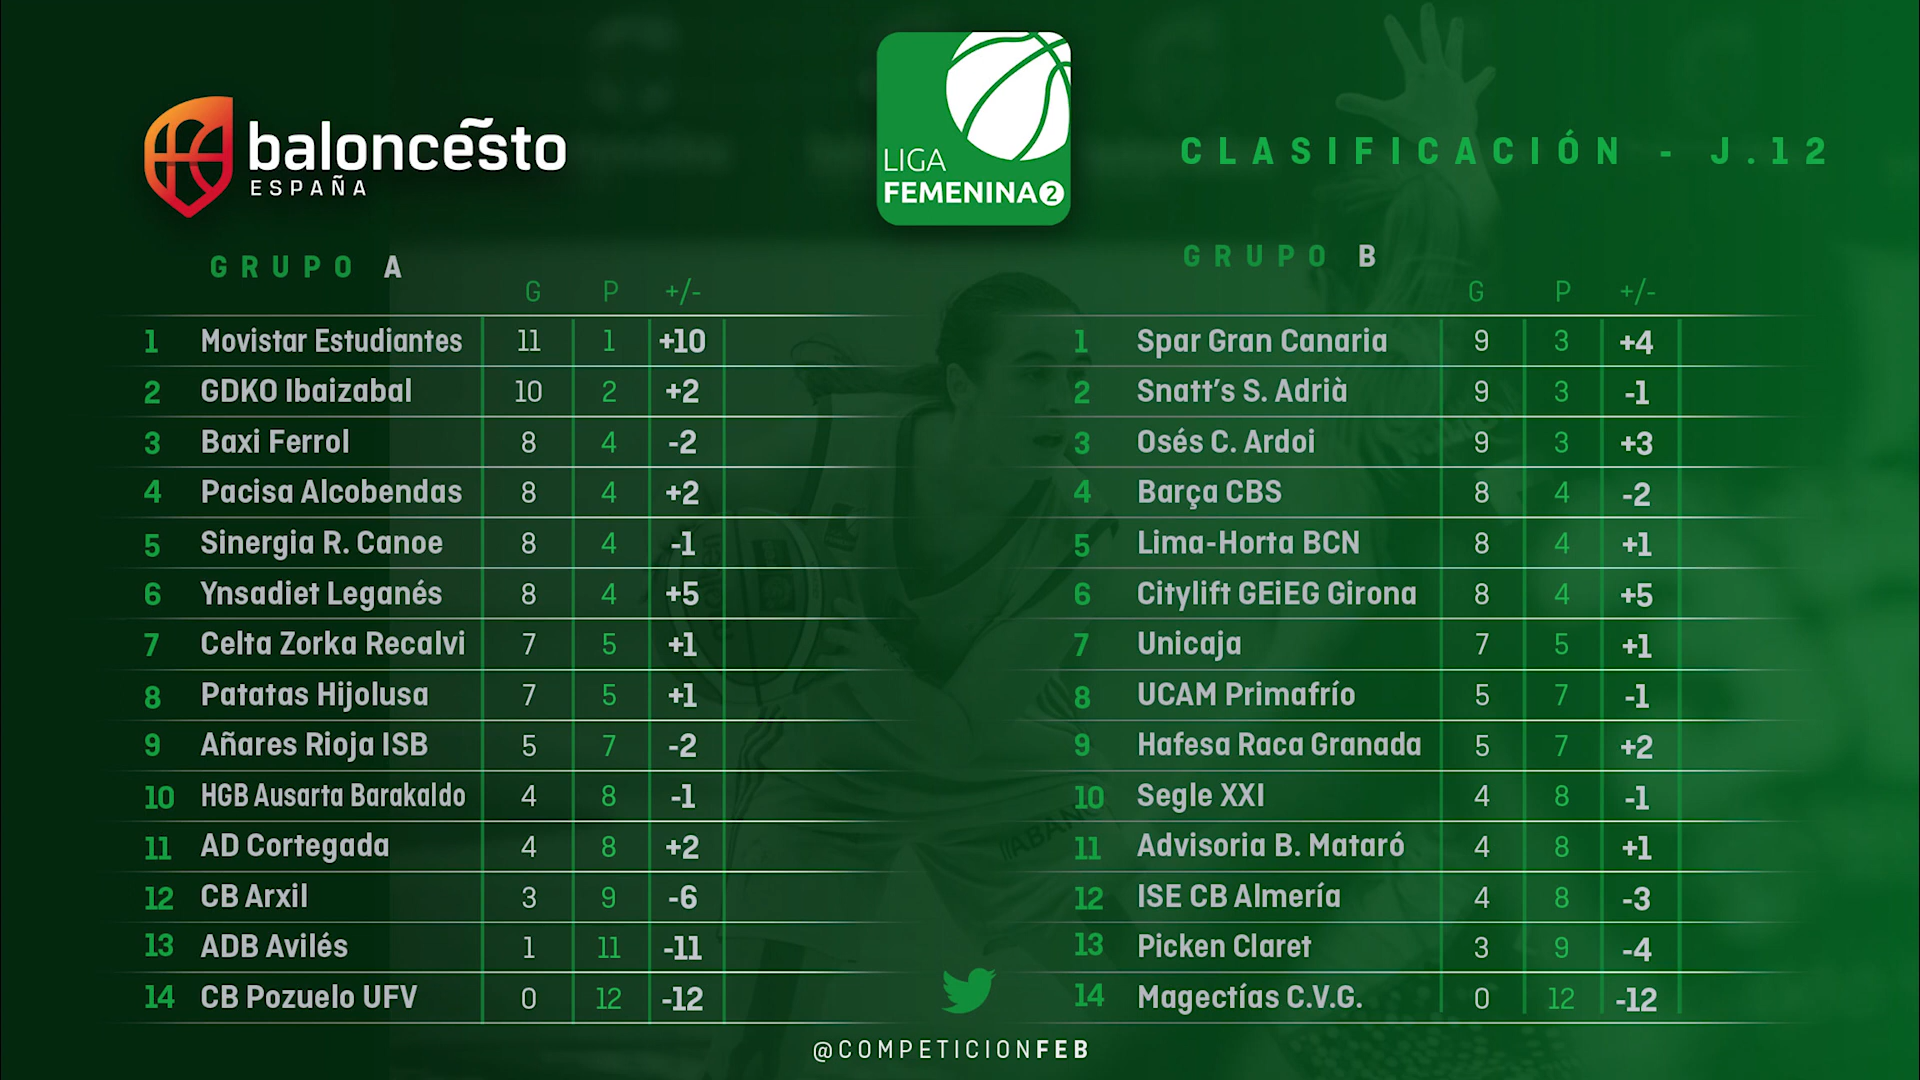 baloncesto
ESPAÑA
LIGA
FEMENINA 2
CLASIFICACIÓN - J.12
GRUPO A
G P +/-
1 Movistar Estudiantes 11 1 +10
2 GDKO Ibaizabal 10 2 +2
3 Baxi Ferrol 8 4 -2
4 Pacisa Alcobendas 8 4 +2
5 Sinergia R. Canoe 8 4 -1
6 Ynsadiet Leganés 8 4 +5
7 Celta Zorka Recalvi 7 5 +1
8 Patatas Hijolusa 7 5 +1
9 Añares Rioja ISB 5 7 -2
10 HGB Ausarta Barakaldo 4 8 -1
11 AD Cortegada 4 8 +2
12 CB Arxil 3 9 -6
13 ADB Avilés 1 11 -11
14 CB Pozuelo UFV 0 12 -12
GRUPO B
G P +/-
1 Spar Gran Canaria 9 3 +4
2 Snatt's S. Adrià 9 3 -1
3 Osés C. Ardoi 9 3 +3
4 Barça CBS 8 4 -2
5 Lima-Horta BCN 8 4 +1
6 Citylift GEiEG Girona 8 4 +5
7 Unicaja 7 5 +1
8 UCAM Primafrío 5 7 -1
9 Hafesa Raca Granada 5 7 +2
10 Segle XXI 4 8 -1
11 Advisoria B. Mataró 4 8 +1
12 ISE CB Almería 4 8 -3
13 Picken Claret 3 9 -4
14 Magectías C.V.G. 0 12 -12
@COMPETICIONFEB